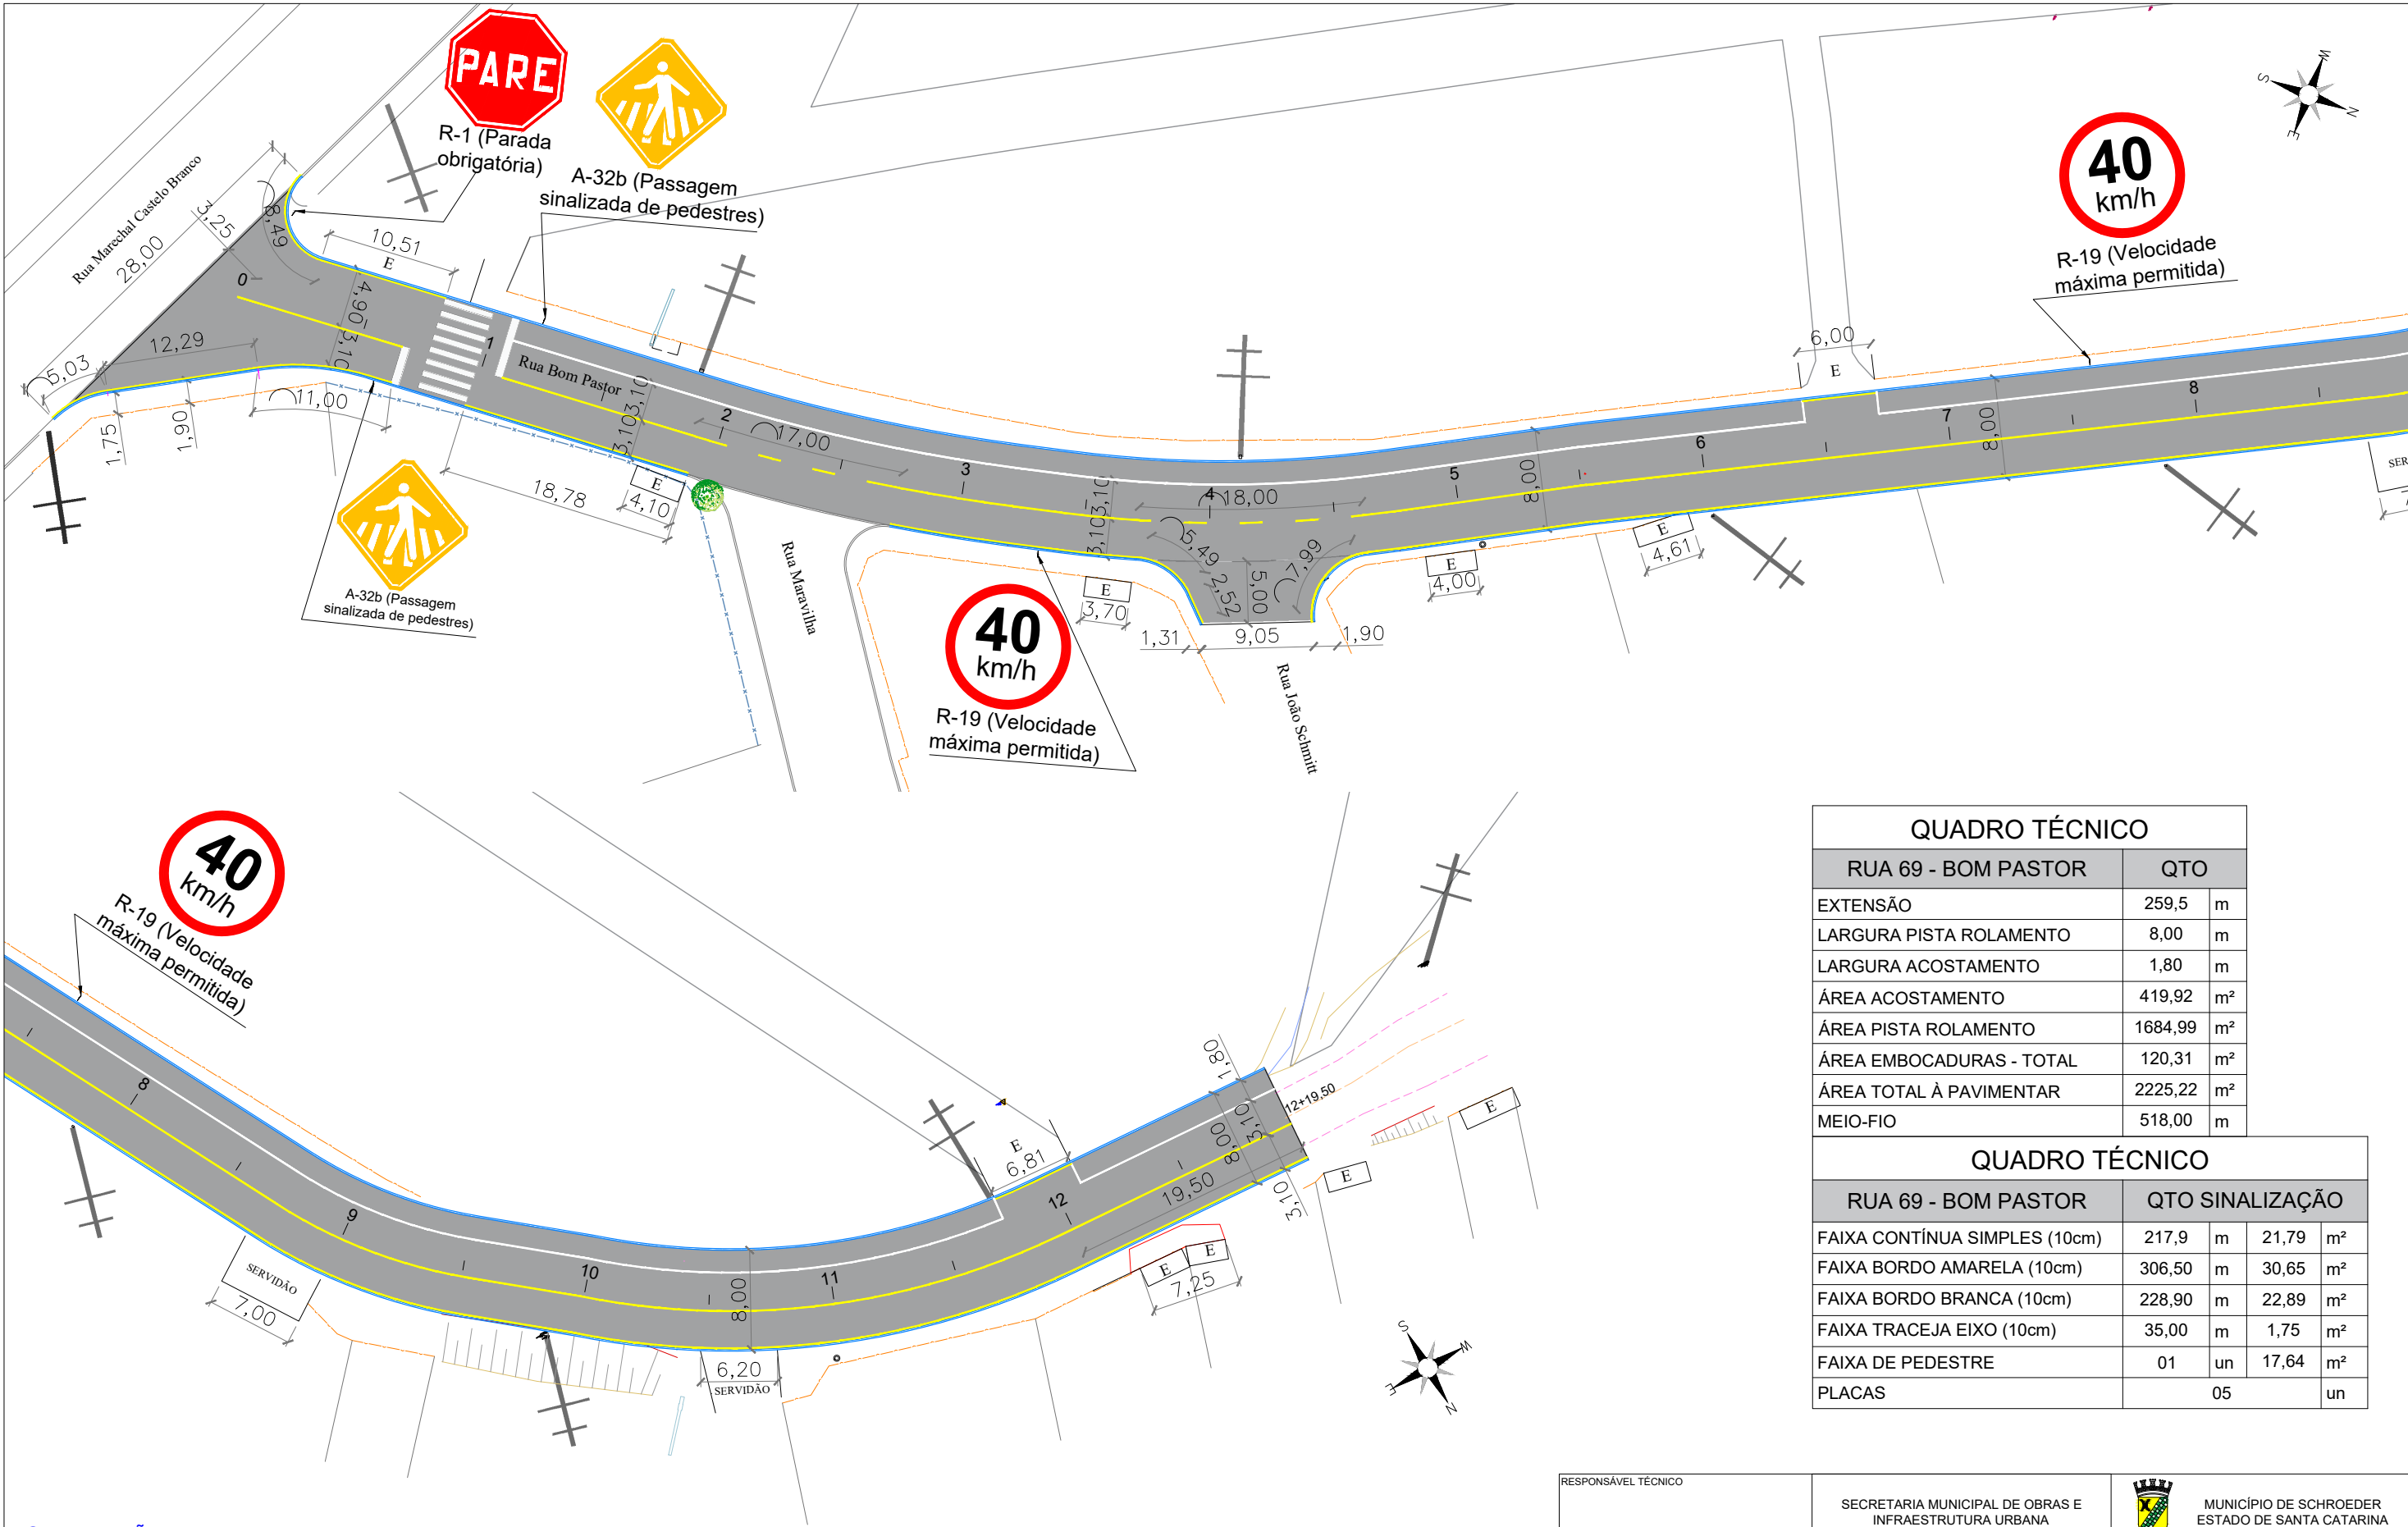 PARE
R-1 (Parada
obrigatória)
A-32b (Passagem
sinalizada de pedestres)
Rua Marechal Castelo Branco
28,00
3,25
8,49
10,51
E
0
4,90
3,10
12,29
5,03
11,00
1,75
1,90
1
Rua Bom Pastor
3,10
3,10
2
17,00
18,78
E
4,10
A-32b (Passagem
sinalizada de pedestres)
Rua Maravilha
3
3,10
3,10
4
18,00
5,49
2,52
5,00
7,99
E
3,70
1,31
9,05
1,90
Rua João Schmitt
40
km/h
R-19 (Velocidade
máxima permitida)
5
8,00
E
4,00
6
E
4,61
6,00
E
7
8,00
8
40
km/h
R-19 (Velocidade
máxima permitida)
S
W
E
N
SER
40
km/h
R-19 (Velocidade
máxima permitida)
8
9
SERVIDÃO
7,00
10
8,00
11
6,20
SERVIDÃO
E
6,81
12
19,50
1,80
3,10
8,00
3,10
12+19,50
E
E
7,25
E
E
S
W
E
N
QUADRO TÉCNICO
RUA 69 - BOM PASTOR QTO
EXTENSÃO 259,5 m
LARGURA PISTA ROLAMENTO 8,00 m
LARGURA ACOSTAMENTO 1,80 m
ÁREA ACOSTAMENTO 419,92 m²
ÁREA PISTA ROLAMENTO 1684,99 m²
ÁREA EMBOCADURAS - TOTAL 120,31 m²
ÁREA TOTAL À PAVIMENTAR 2225,22 m²
MEIO-FIO 518,00 m
QUADRO TÉCNICO
RUA 69 - BOM PASTOR QTO SINALIZAÇÃO
FAIXA CONTÍNUA SIMPLES (10cm) 217,9 m 21,79 m²
FAIXA BORDO AMARELA (10cm) 306,50 m 30,65 m²
FAIXA BORDO BRANCA (10cm) 228,90 m 22,89 m²
FAIXA TRACEJA EIXO (10cm) 35,00 m 1,75 m²
FAIXA DE PEDESTRE 01 un 17,64 m²
PLACAS 05 un
RESPONSÁVEL TÉCNICO
SECRETARIA MUNICIPAL DE OBRAS E
INFRAESTRUTURA URBANA
MUNICÍPIO DE SCHROEDER
ESTADO DE SANTA CATARINA